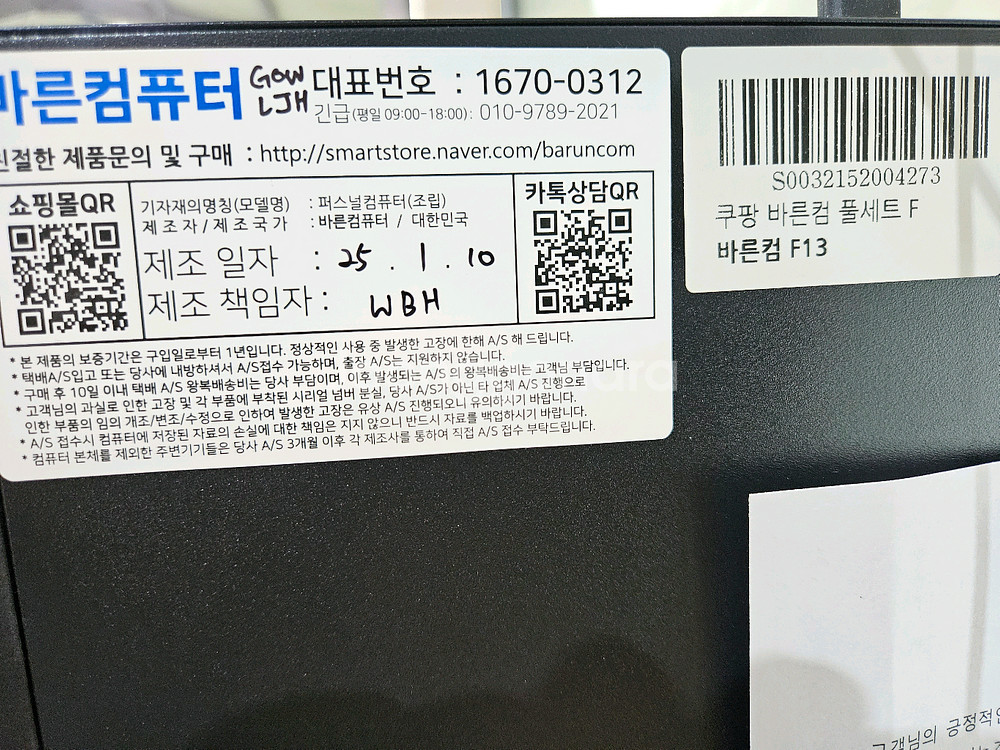 바른컴퓨터 GOW LJH 대표번호 : 1670-0312
긴급(평일 09:00-18:00): 010-9789-2021
친절한 제품문의 및 구매 : http://smartstore.naver.com/baruncom
쇼핑몰QR
기자재의명칭(모델명) : 퍼스널컴퓨터(조립)
제조자/제조국가 : 바른컴퓨터 / 대한민국
제조 일자 : 25 . 1 . 10
제조 책임자 : WBH
카톡상담QR
* 본 제품의 보증기간은 구입일로부터 1년입니다. 정상적인 사용 중 발생한 고장에 한해 A/S 해 드립니다.
* 택배A/S입고 또는 당사에 내방하셔서 A/S접수 가능하며, 출장 A/S는 지원하지 않습니다.
* 구매 후 10일 이내 택배 A/S 왕복배송비는 당사 부담이며, 이후 발생되는 A/S 의 왕복배송비는 고객님 부담입니다.
* 고객님의 과실로 인한 고장 및 각 부품에 부착된 시리얼 넘버 분실, 당사 A/S가 아닌 타 업체 A/S 진행으로
인한 부품의 임의 개조/변조/수정으로 인하여 발생한 고장은 유상 A/S 진행되오니 유의하시기 바랍니다.
* A/S 접수시 컴퓨터에 저장된 자료의 손실에 대한 책임은 지지 않으니 반드시 자료를 백업하시기 바랍니다.
* 컴퓨터 본체를 제외한 주변기기들은 당사 A/S 3개월 이후 각 제조사를 통하여 직접 A/S 접수 부탁드립니다.
S0032152004273
쿠팡 바른컴 풀세트 F
바른컴 F13
고객님의 긍정적인